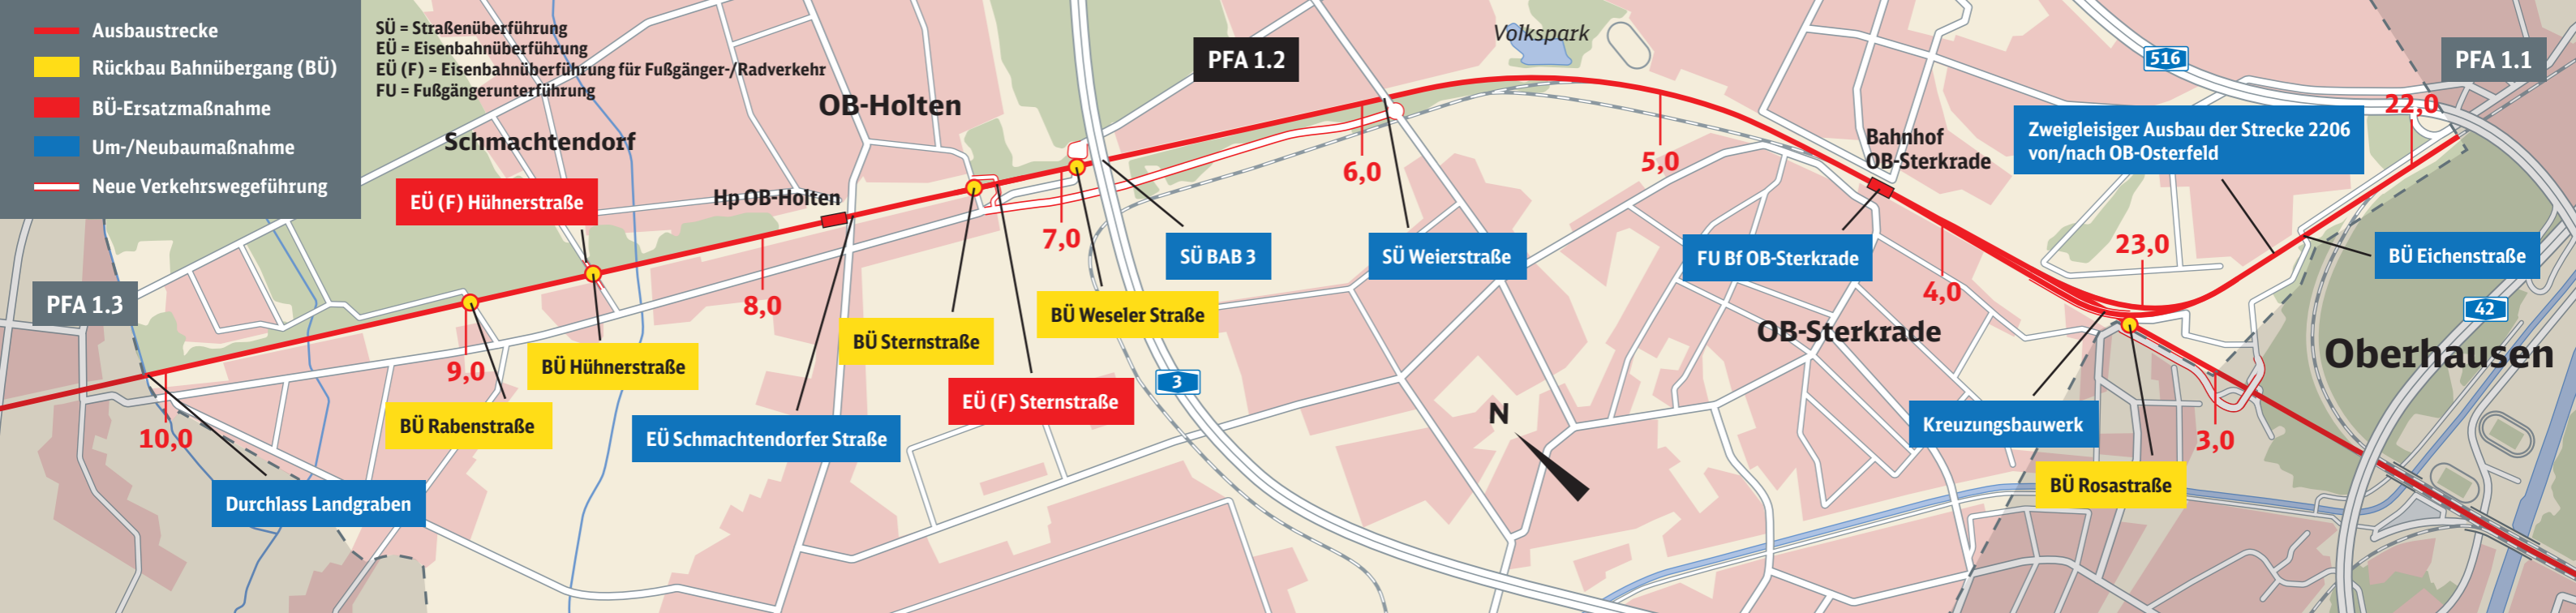 Ausbaustrecke
Rückbau Bahnübergang (BÜ)
BÜ-Ersatzmaßnahme
Um-/Neubaumaßnahme
Neue Verkehrswegeführung
SÜ = Straßenüberführung
EÜ = Eisenbahnüberführung
EÜ (F) = Eisenbahnüberführung für Fußgänger-/Radverkehr
FU = Fußgängerunterführung
PFA 1.2
Volkspark
516
PFA 1.1
OB-Holten
Schmachtendorf
22,0
Zweigleisiger Ausbau der Strecke 2206
von/nach OB-Osterfeld
Bahnhof
OB-Sterkrade
5,0
6,0
EÜ (F) Hühnerstraße
Hp OB-Holten
7,0
SÜ BAB 3
SÜ Weierstraße
FU Bf OB-Sterkrade
23,0
BÜ Eichenstraße
PFA 1.3
8,0
4,0
BÜ Weseler Straße
42
BÜ Sternstraße
OB-Sterkrade
Oberhausen
9,0
BÜ Hühnerstraße
3
EÜ (F) Sternstraße
N
BÜ Rabenstraße
Kreuzungsbauwerk
10,0
EÜ Schmachtendorfer Straße
3,0
BÜ Rosastraße
Durchlass Landgraben